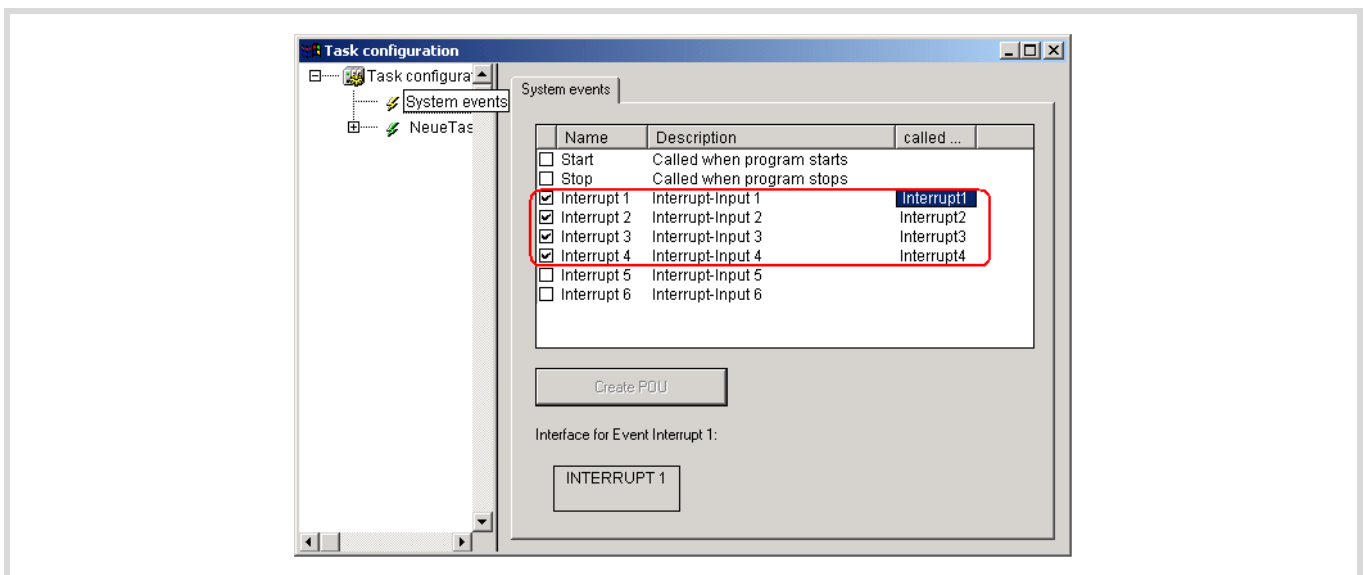 Task configuration
Task configura
System events
NeueTas
System events
Name Description called ...
Start Called when program starts
Stop Called when program stops
Interrupt 1 Interrupt-Input 1 Interrupt1
Interrupt 2 Interrupt-Input 2 Interrupt2
Interrupt 3 Interrupt-Input 3 Interrupt3
Interrupt 4 Interrupt-Input 4 Interrupt4
Interrupt 5 Interrupt-Input 5
Interrupt 6 Interrupt-Input 6
Create POU
Interface for Event Interrupt 1:
INTERRUPT 1